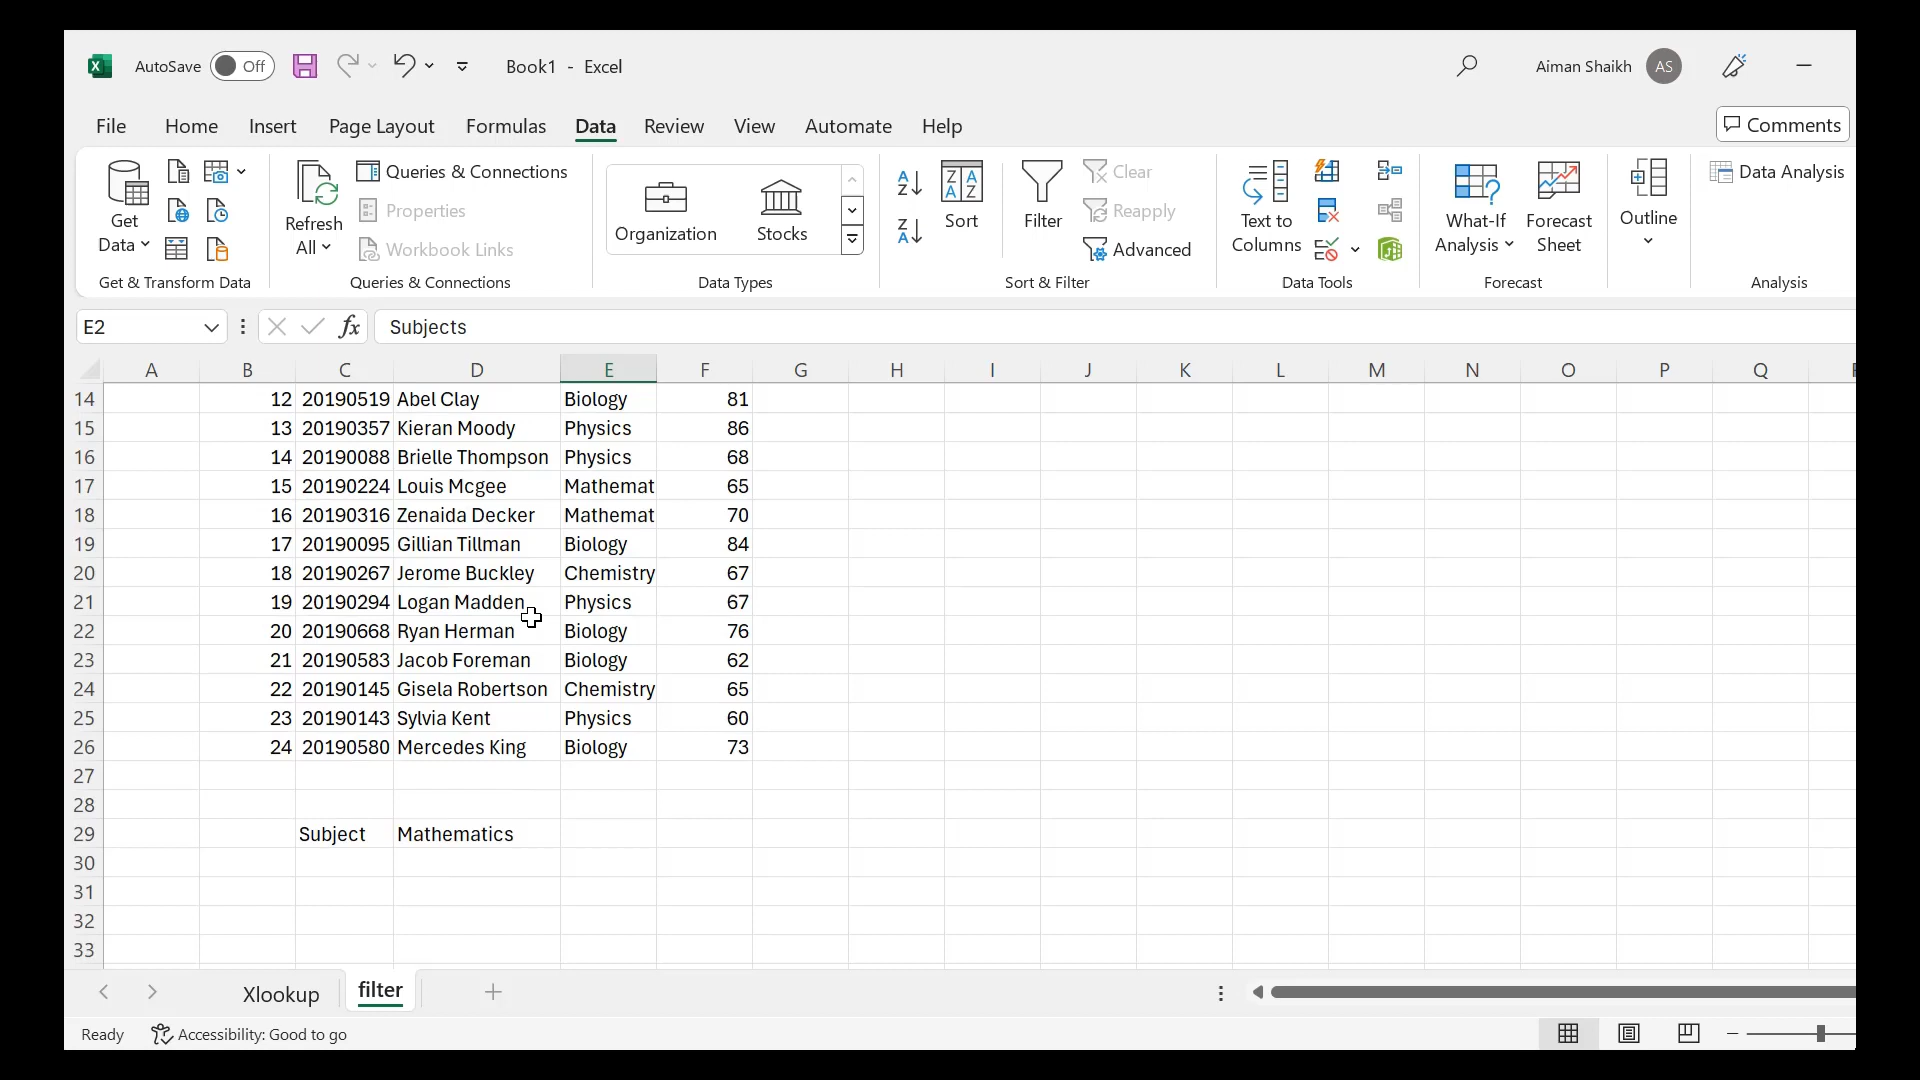 AutoSave Off Book1 - Excel Aiman Shaikh AS
File Home Insert Page Layout Formulas Data Review View Automate Help Comments
Get Data
Refresh All
Queries & Connections
Properties
Workbook Links
Organization Stocks
Sort
Filter
Clear
Reapply
Advanced
Text to Columns
What-If Analysis
Forecast Sheet
Outline
Data Analysis
Get & Transform Data Queries & Connections Data Types Sort & Filter Data Tools Forecast Analysis
E2 fx Subjects
A B C D E F G H I J K L M N O P Q
14 12 20190519 Abel Clay Biology 81
15 13 20190357 Kieran Moody Physics 86
16 14 20190088 Brielle Thompson Physics 68
17 15 20190224 Louis Mcgee Mathemat 65
18 16 20190316 Zenaida Decker Mathemat 70
19 17 20190095 Gillian Tillman Biology 84
20 18 20190267 Jerome Buckley Chemistry 67
21 19 20190294 Logan Madden Physics 67
22 20 20190668 Ryan Herman Biology 76
23 21 20190583 Jacob Foreman Biology 62
24 22 20190145 Gisela Robertson Chemistry 65
25 23 20190143 Sylvia Kent Physics 60
26 24 20190580 Mercedes King Biology 73
27
28
29 Subject Mathematics
30
31
32
33
Xlookup filter
Ready Accessibility: Good to go